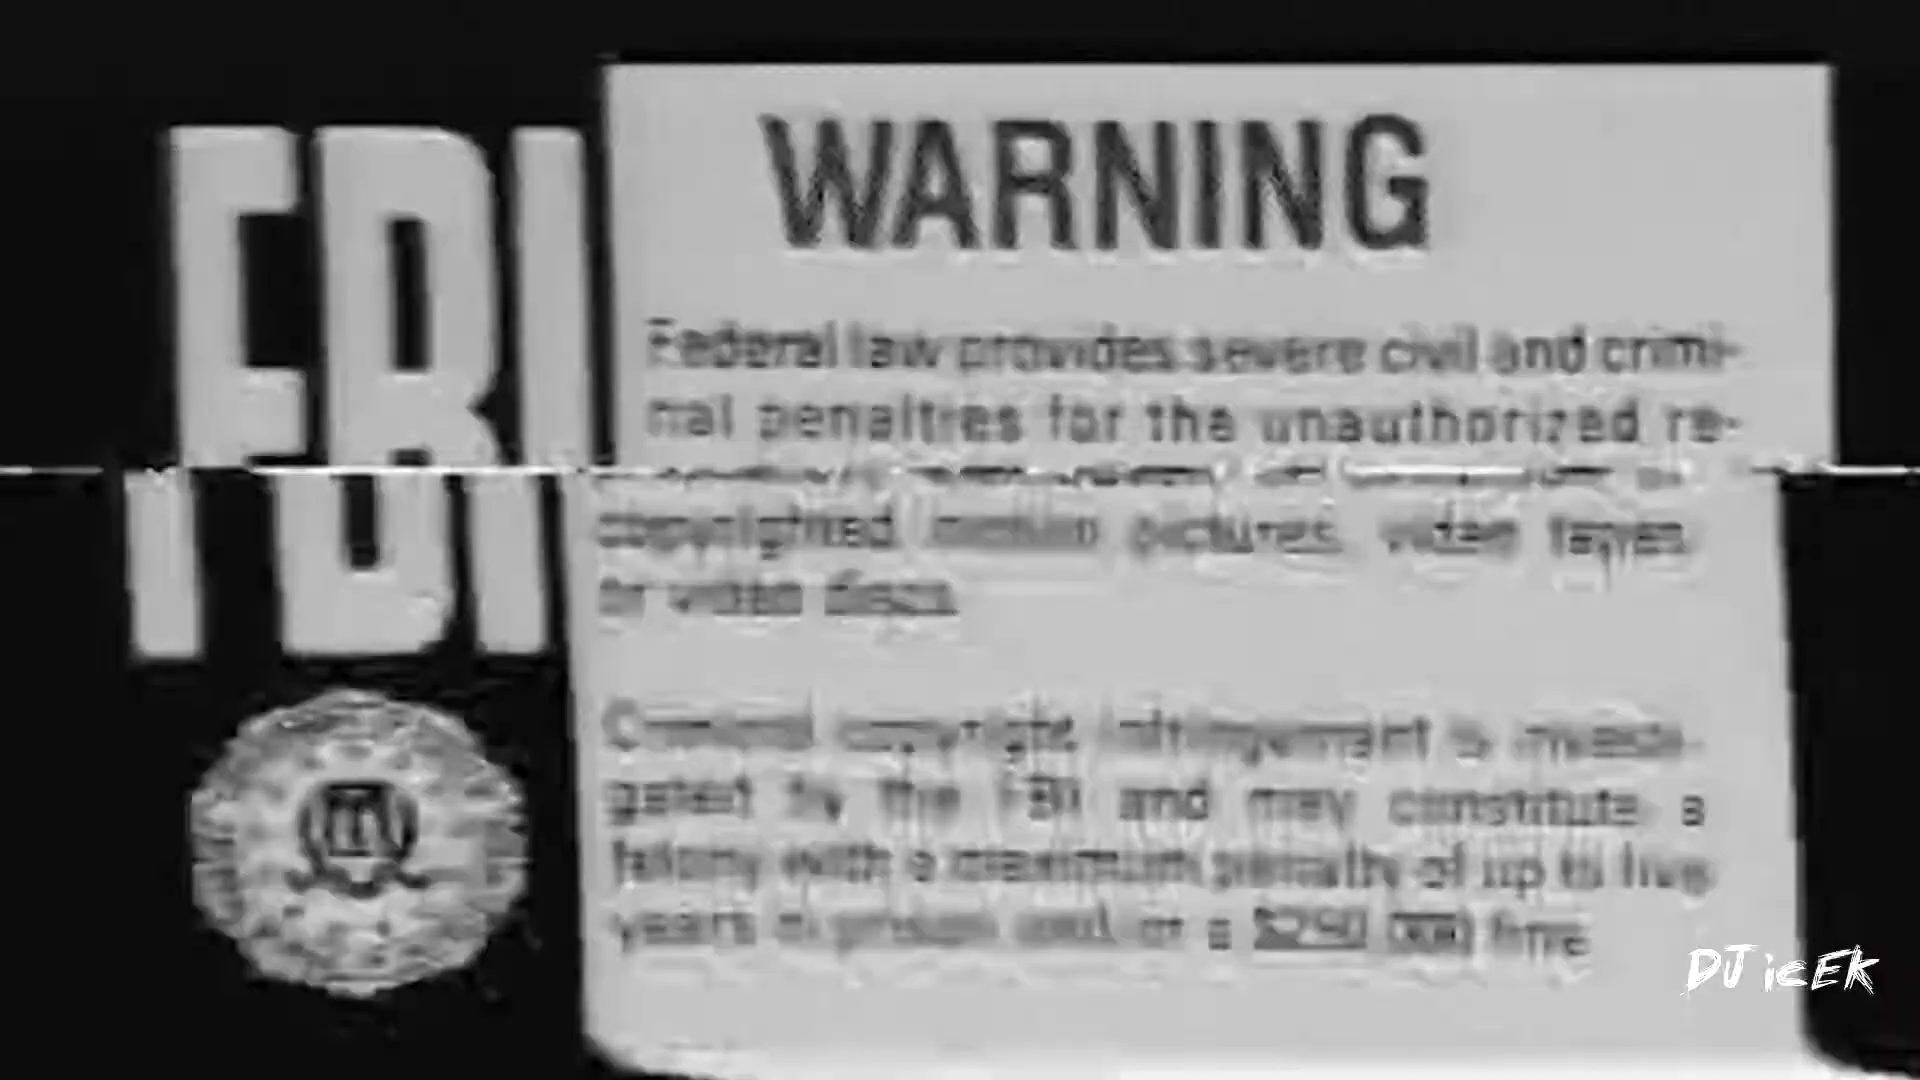 FBI
WARNING
Federal law provides severe civil and crimi-
nal penalties for the unauthorized re-
copyrighted motion pictures, video tapes
or video discs.
Criminal copyright infringement is investi-
gated by the FBI and may constitute a
felony with a maximum penalty of up to five
years in prison and/or a $250,000 fine
DJ icEK